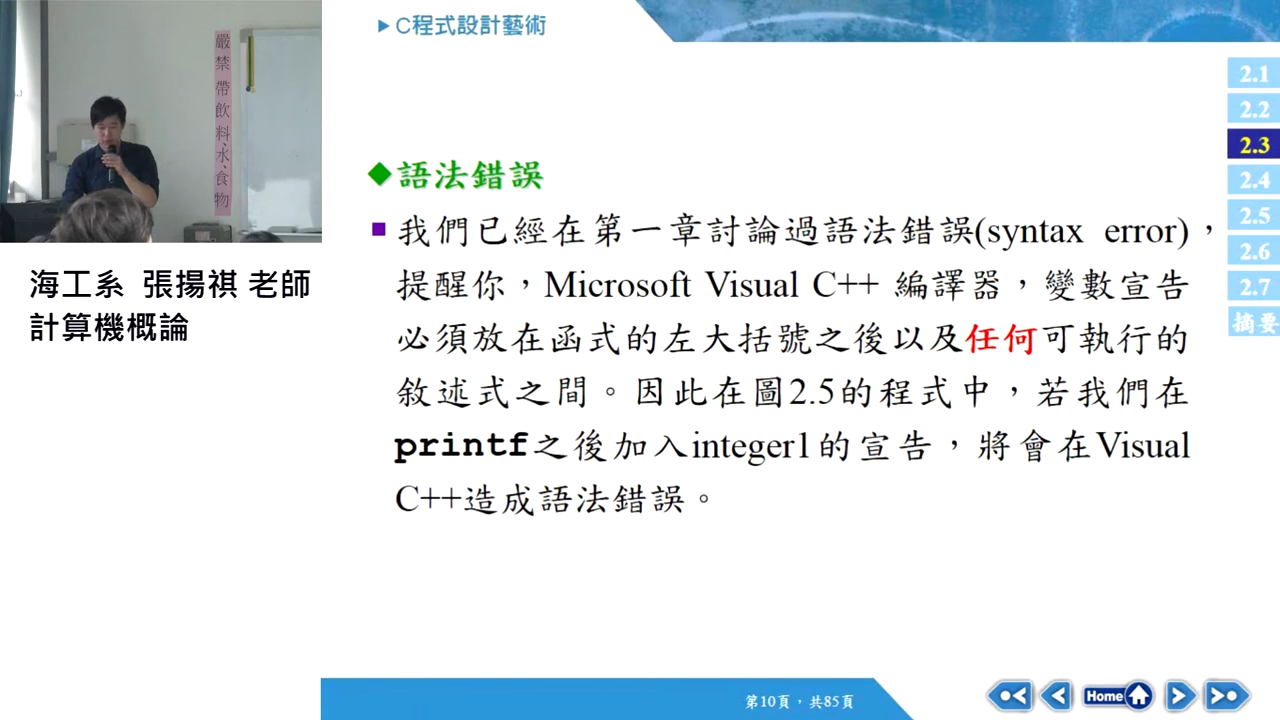 C程式設計藝術
嚴禁帶飲料、水、食物
海工系 張揚祺 老師
計算機概論
語法錯誤
我們已經在第一章討論過語法錯誤(syntax error)，
提醒你，Microsoft Visual C++ 編譯器，變數宣告
必須放在函式的左大括號之後以及任何可執行的
敘述式之間。因此在圖2.5的程式中，若我們在
printf之後加入integer1的宣告，將會在Visual
C++造成語法錯誤。
2.1
2.2
2.3
2.4
2.5
2.6
2.7
摘要
第10頁，共85頁
Home